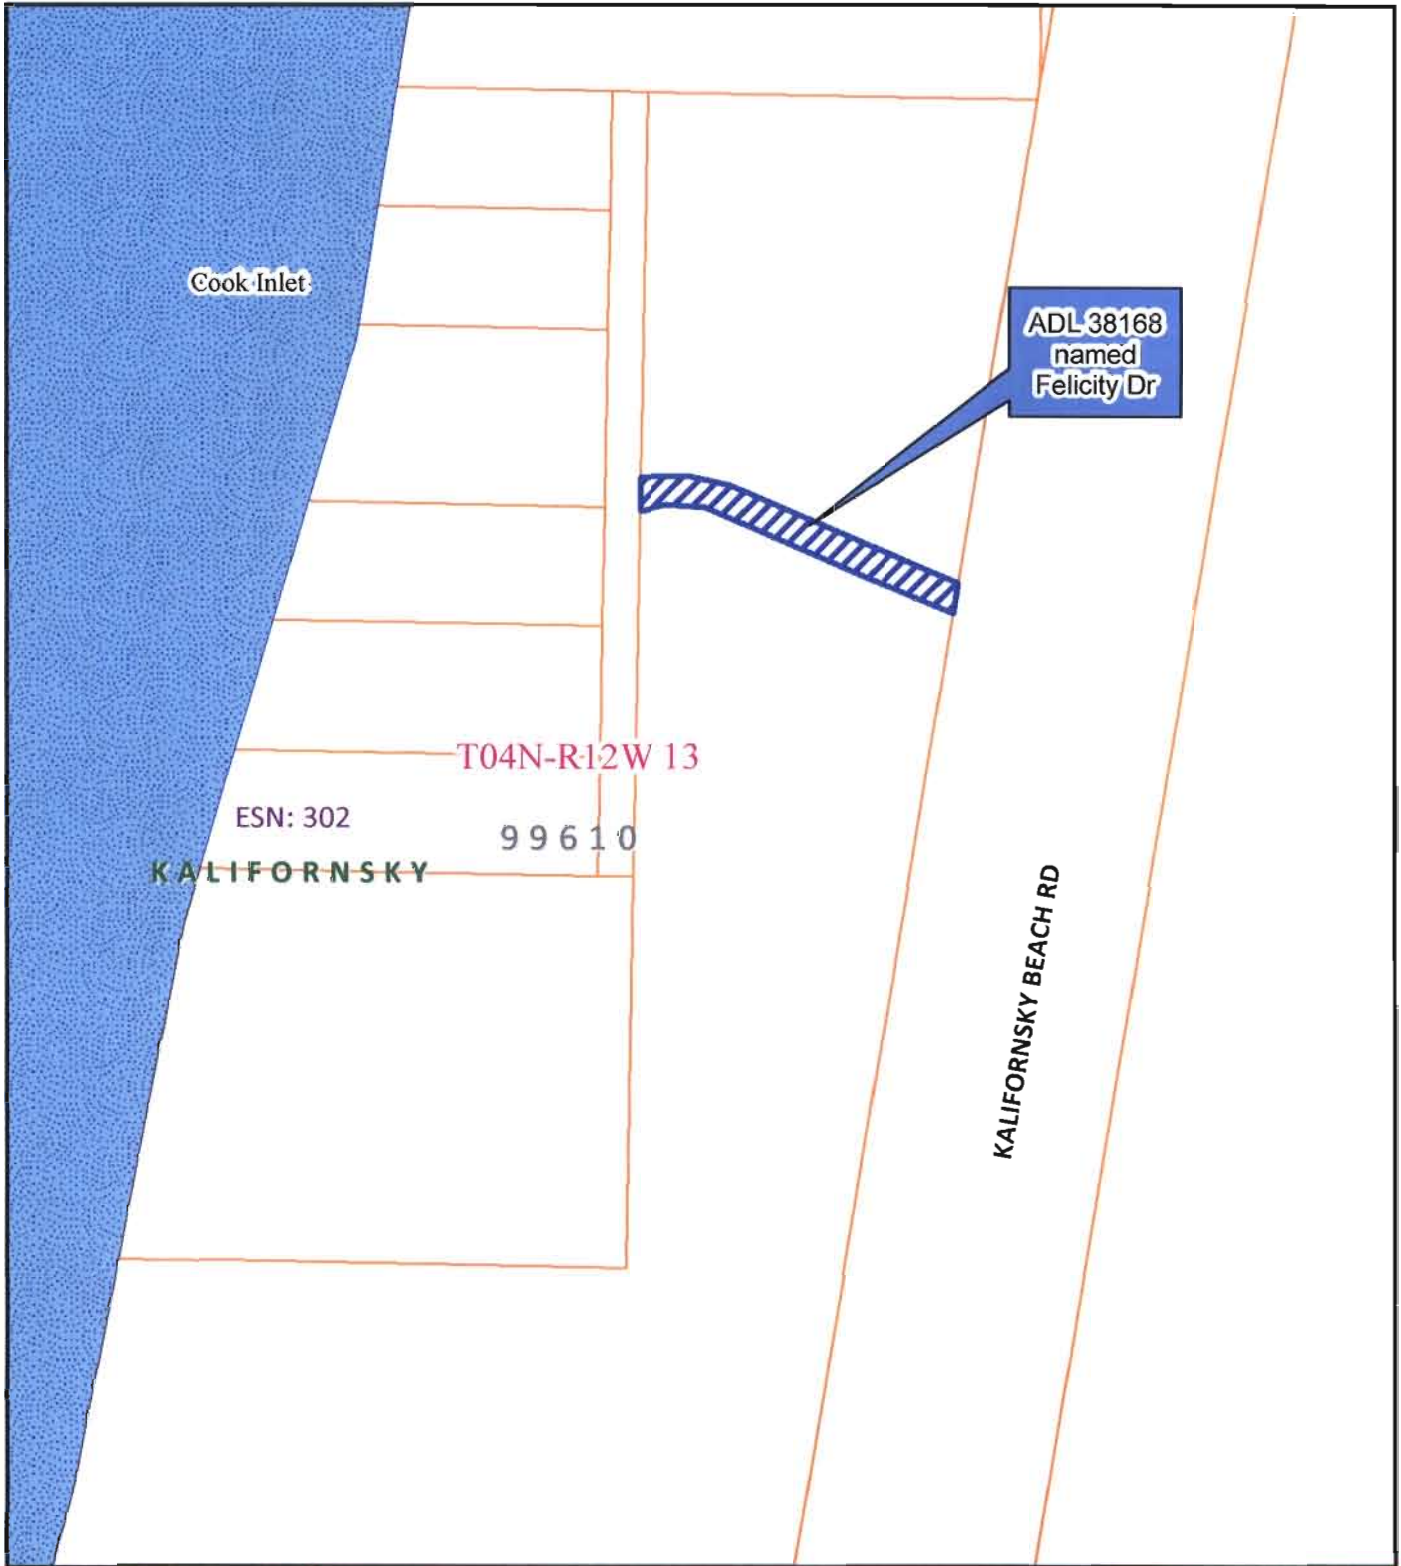 Cook Inlet
ADL 38168
named
Felicity Dr
T04N-R12W 13
ESN: 302
99610
KALIFORNSKY
KALIFORNSKY BEACH RD